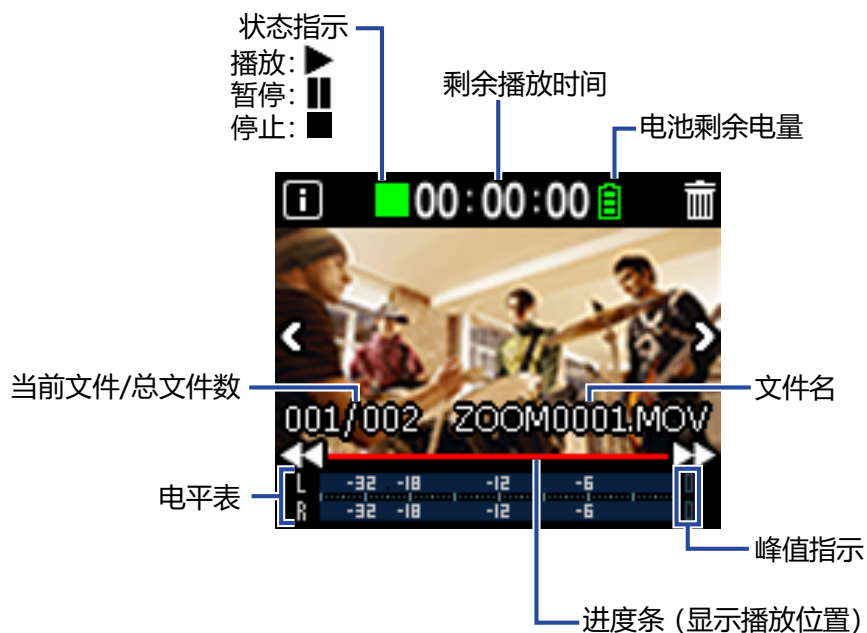 状态指示
播放：▶
暂停：⏸
停止：■
剩余播放时间
电池剩余电量
i
00:00:00
当前文件/总文件数
文件名
001/002 ZOOM0001.MOV
电平表
L -32 -18 -12 -6 0
R -32 -18 -12 -6 0
峰值指示
进度条（显示播放位置）